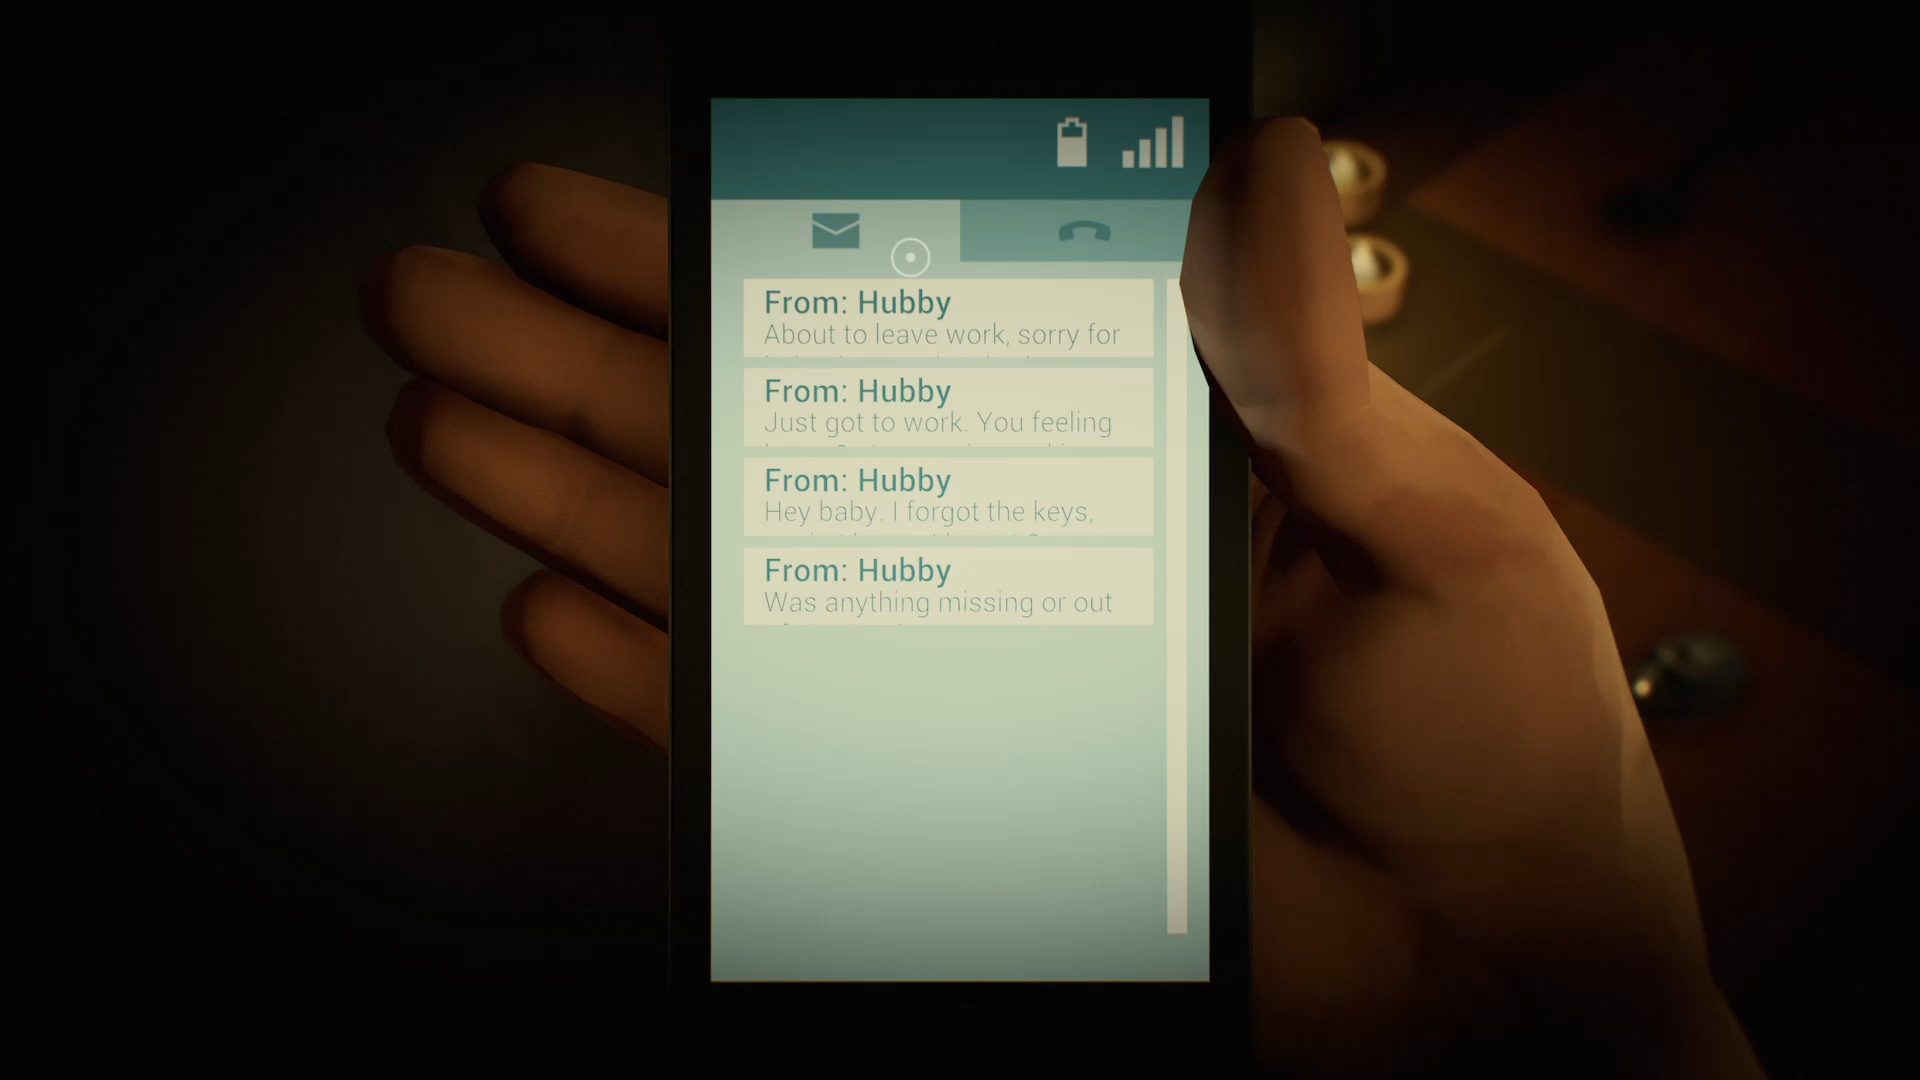 From: Hubby
About to leave work, sorry for
From: Hubby
Just got to work. You feeling
From: Hubby
Hey baby. I forgot the keys,
From: Hubby
Was anything missing or out